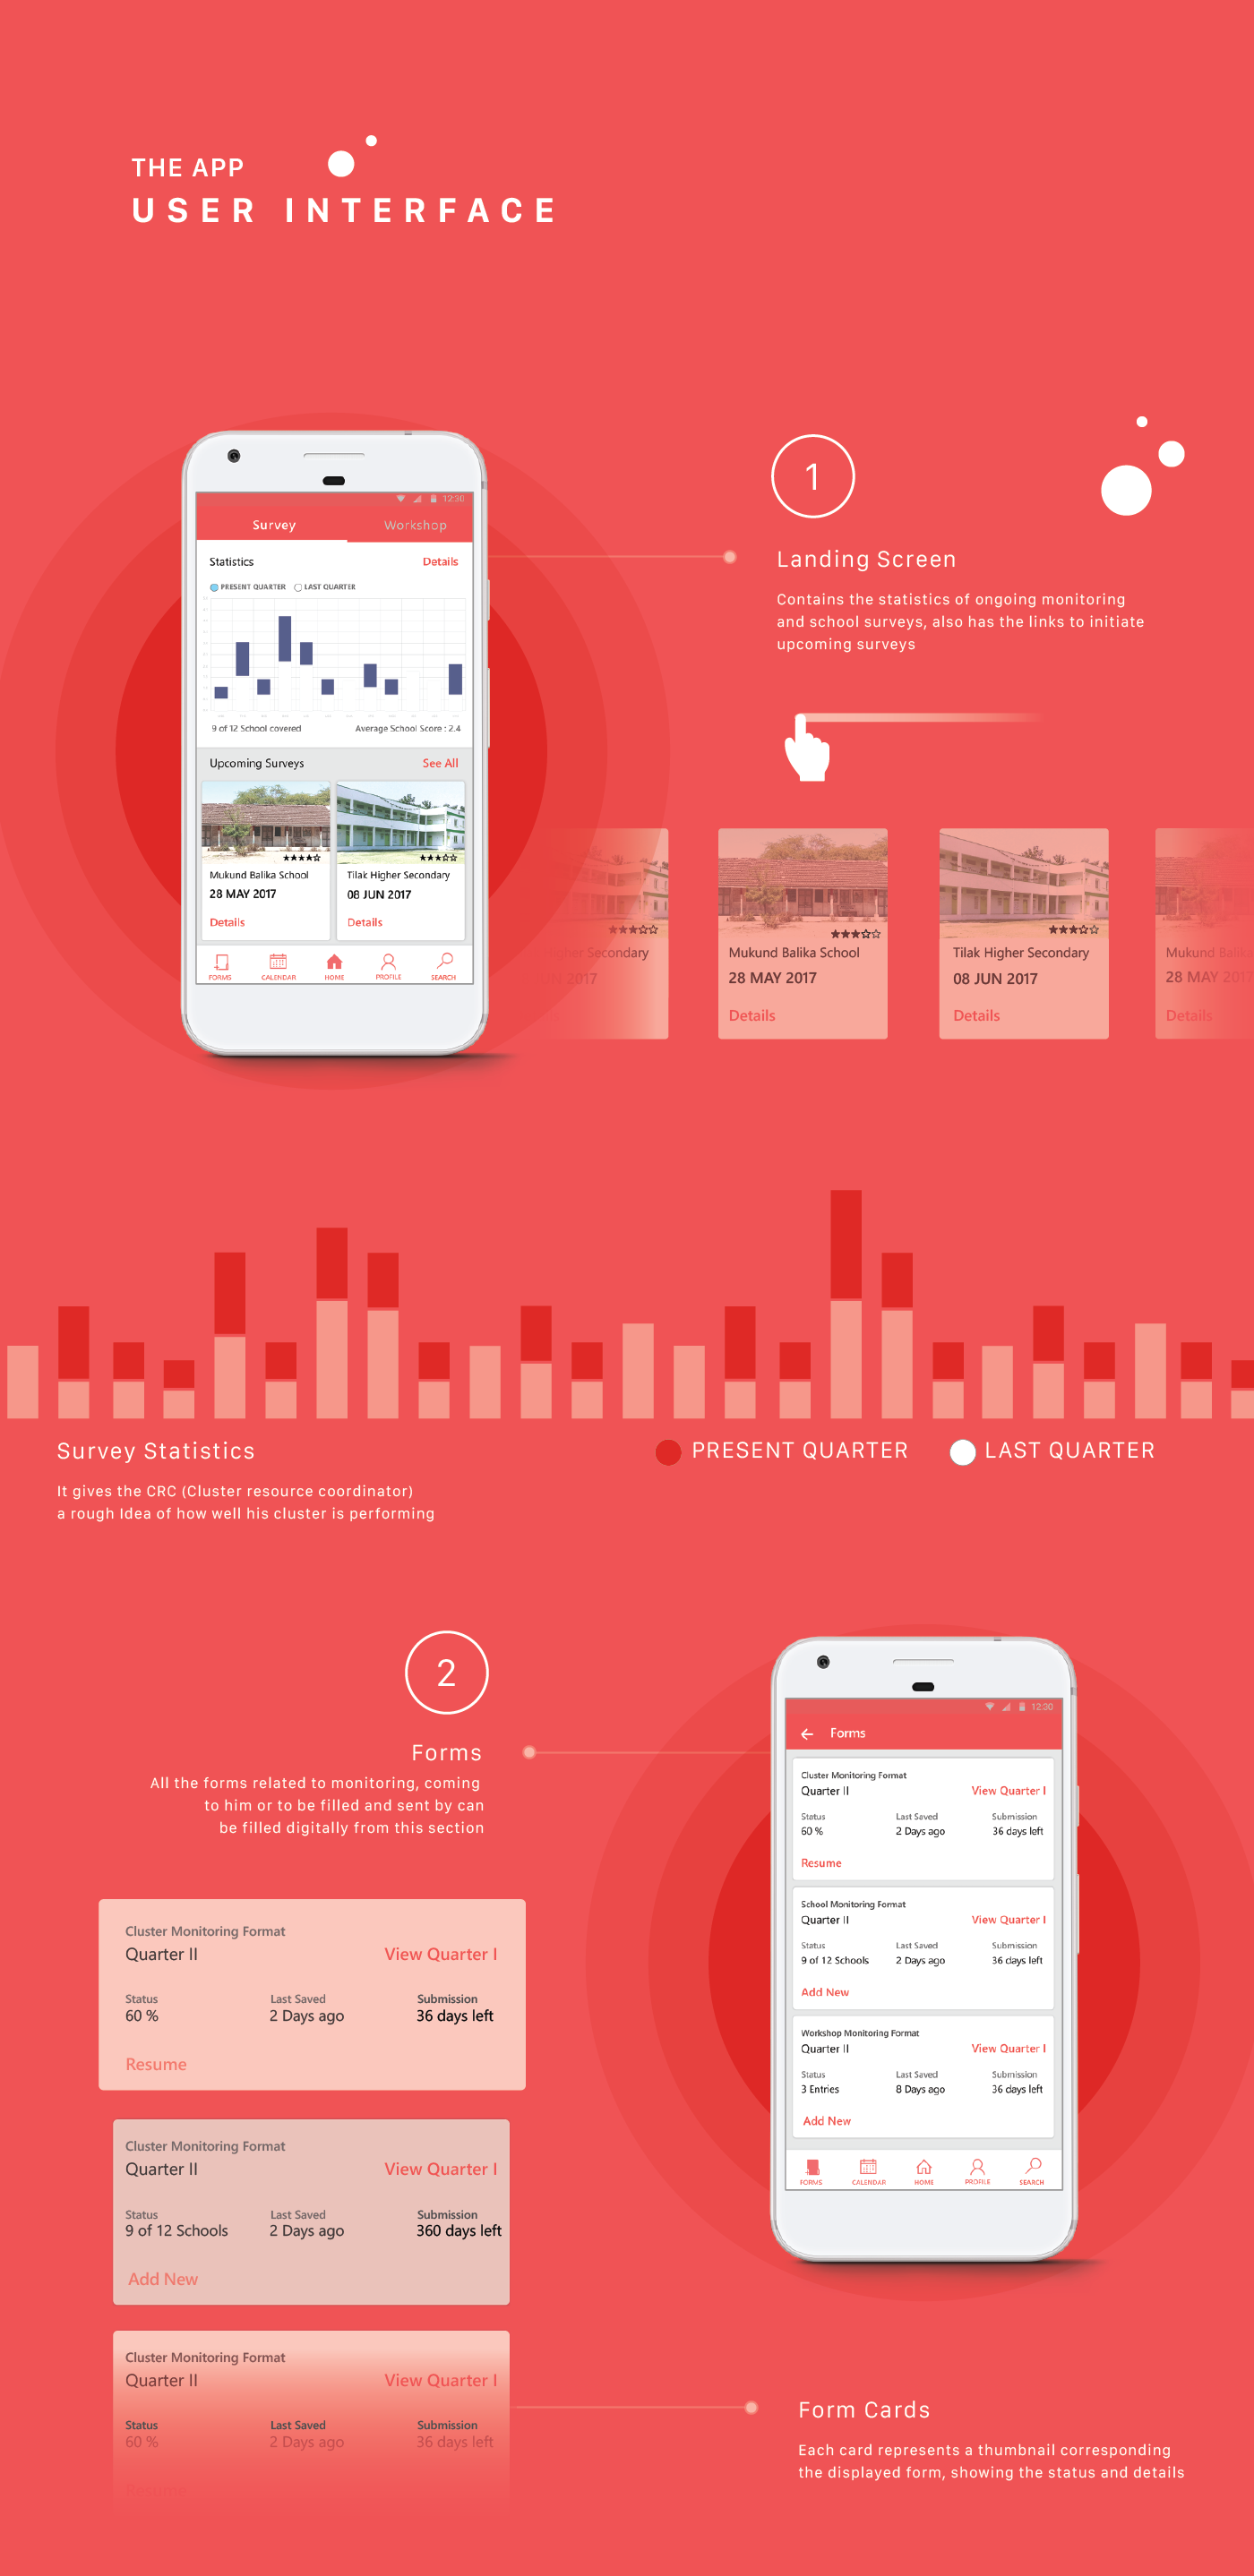 THE APP
USER INTERFACE
12:30
Survey
Workshop
Statistics
Details
PRESENT QUARTER
LAST QUARTER
9 of 12 School covered
Average School Score : 2.4
Upcoming Surveys
See All
Mukund Balika School
28 MAY 2017
Details
Tilak Higher Secondary
08 JUN 2017
Details
FORMS
CALENDAR
HOME
PROFILE
SEARCH
1
Landing Screen
Contains the statistics of ongoing monitoring
and school surveys, also has the links to initiate
upcoming surveys
Secondary
2017
Mukund Balika School
28 MAY 2017
Details
Tilak Higher Secondary
08 JUN 2017
Details
Mukund Balika
28 MAY 2017
Details
Survey Statistics
PRESENT QUARTER
LAST QUARTER
It gives the CRC (Cluster resource coordinator)
a rough Idea of how well his cluster is performing
2
Forms
All the forms related to monitoring, coming
to him or to be filled and sent by can
be filled digitally from this section
Cluster Monitoring Format
Quarter II
View Quarter I
Status
Last Saved
Submission
60 %
2 Days ago
36 days left
Resume
Cluster Monitoring Format
Quarter II
View Quarter I
Status
Last Saved
Submission
9 of 12 Schools
2 Days ago
360 days left
Add New
Cluster Monitoring Format
Quarter II
View Quarter I
Status
Last Saved
Submission
60 %
2 Days ago
36 days left
Resume
12:30
Forms
Cluster Monitoring Format
Quarter II
View Quarter I
Status
Last Saved
Submission
60 %
2 Days ago
36 days left
Resume
School Monitoring Format
Quarter II
View Quarter I
Status
Last Saved
Submission
9 of 12 Schools
2 Days ago
36 days left
Add New
Workshop Monitoring Format
Quarter II
View Quarter I
Status
Last Saved
Submission
3 Entries
8 Days ago
36 days left
Add New
FORMS
CALENDAR
HOME
PROFILE
SEARCH
Form Cards
Each card represents a thumbnail corresponding
the displayed form, showing the status and details